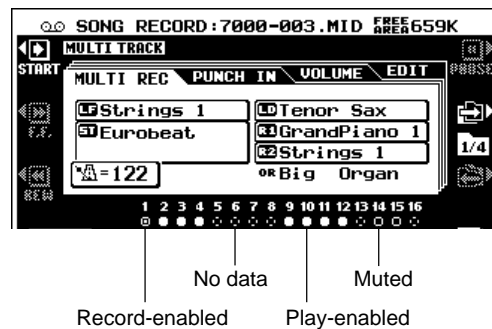 SONG RECORD:7000-003.MID FREE AREA 659K
MULTI TRACK
START
PAUSE
MULTI REC PUNCH IN VOLUME EDIT
LF Strings 1 LD Tenor Sax
ST Eurobeat R1 GrandPiano 1
F.F. R2 Strings 1 1/4
=122 OR Big Organ
REW
1 2 3 4 5 6 7 8 9 10 11 12 13 14 15 16
No data Muted
Record-enabled Play-enabled